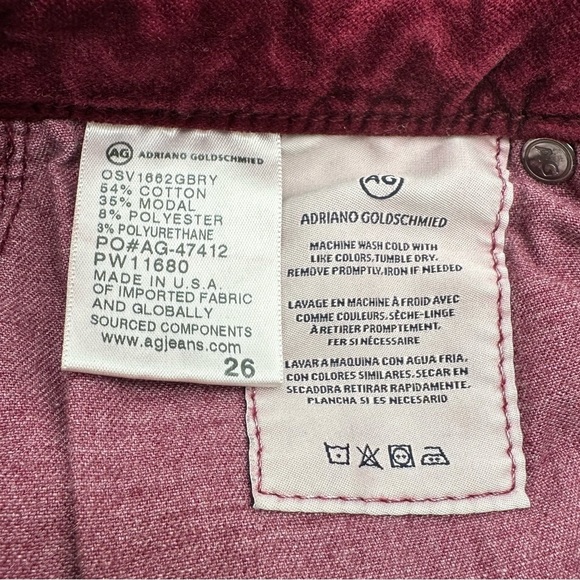 AG ADRIANO GOLDSCHMIED
OSV1662GBRY
54% COTTON
35% MODAL
8% POLYESTER
3% POLYURETHANE
PO#AG-47412
PW11680
MADE IN U.S.A.
OF IMPORTED FABRIC
AND GLOBALLY
SOURCED COMPONENTS
www.agjeans.com
26
AG
ADRIANO GOLDSCHMIED
MACHINE WASH COLD WITH
LIKE COLORS,TUMBLE DRY.
REMOVE PROMPTLY,IRON IF NEEDED
LAVAGE EN MACHINE À FROID AVEC
COMME COULEURS. SÈCHE-LINGE
À RETIRER PROMPTEMENT,
FER SI NÉCESSAIRE
LAVAR A MAQUINA CON AGUA FRIA,
CON COLORES SIMILARES. SECAR EN
SECADORA RETIRAR RAPIDAMENTE.
PLANCHA SI ES NECESARIO